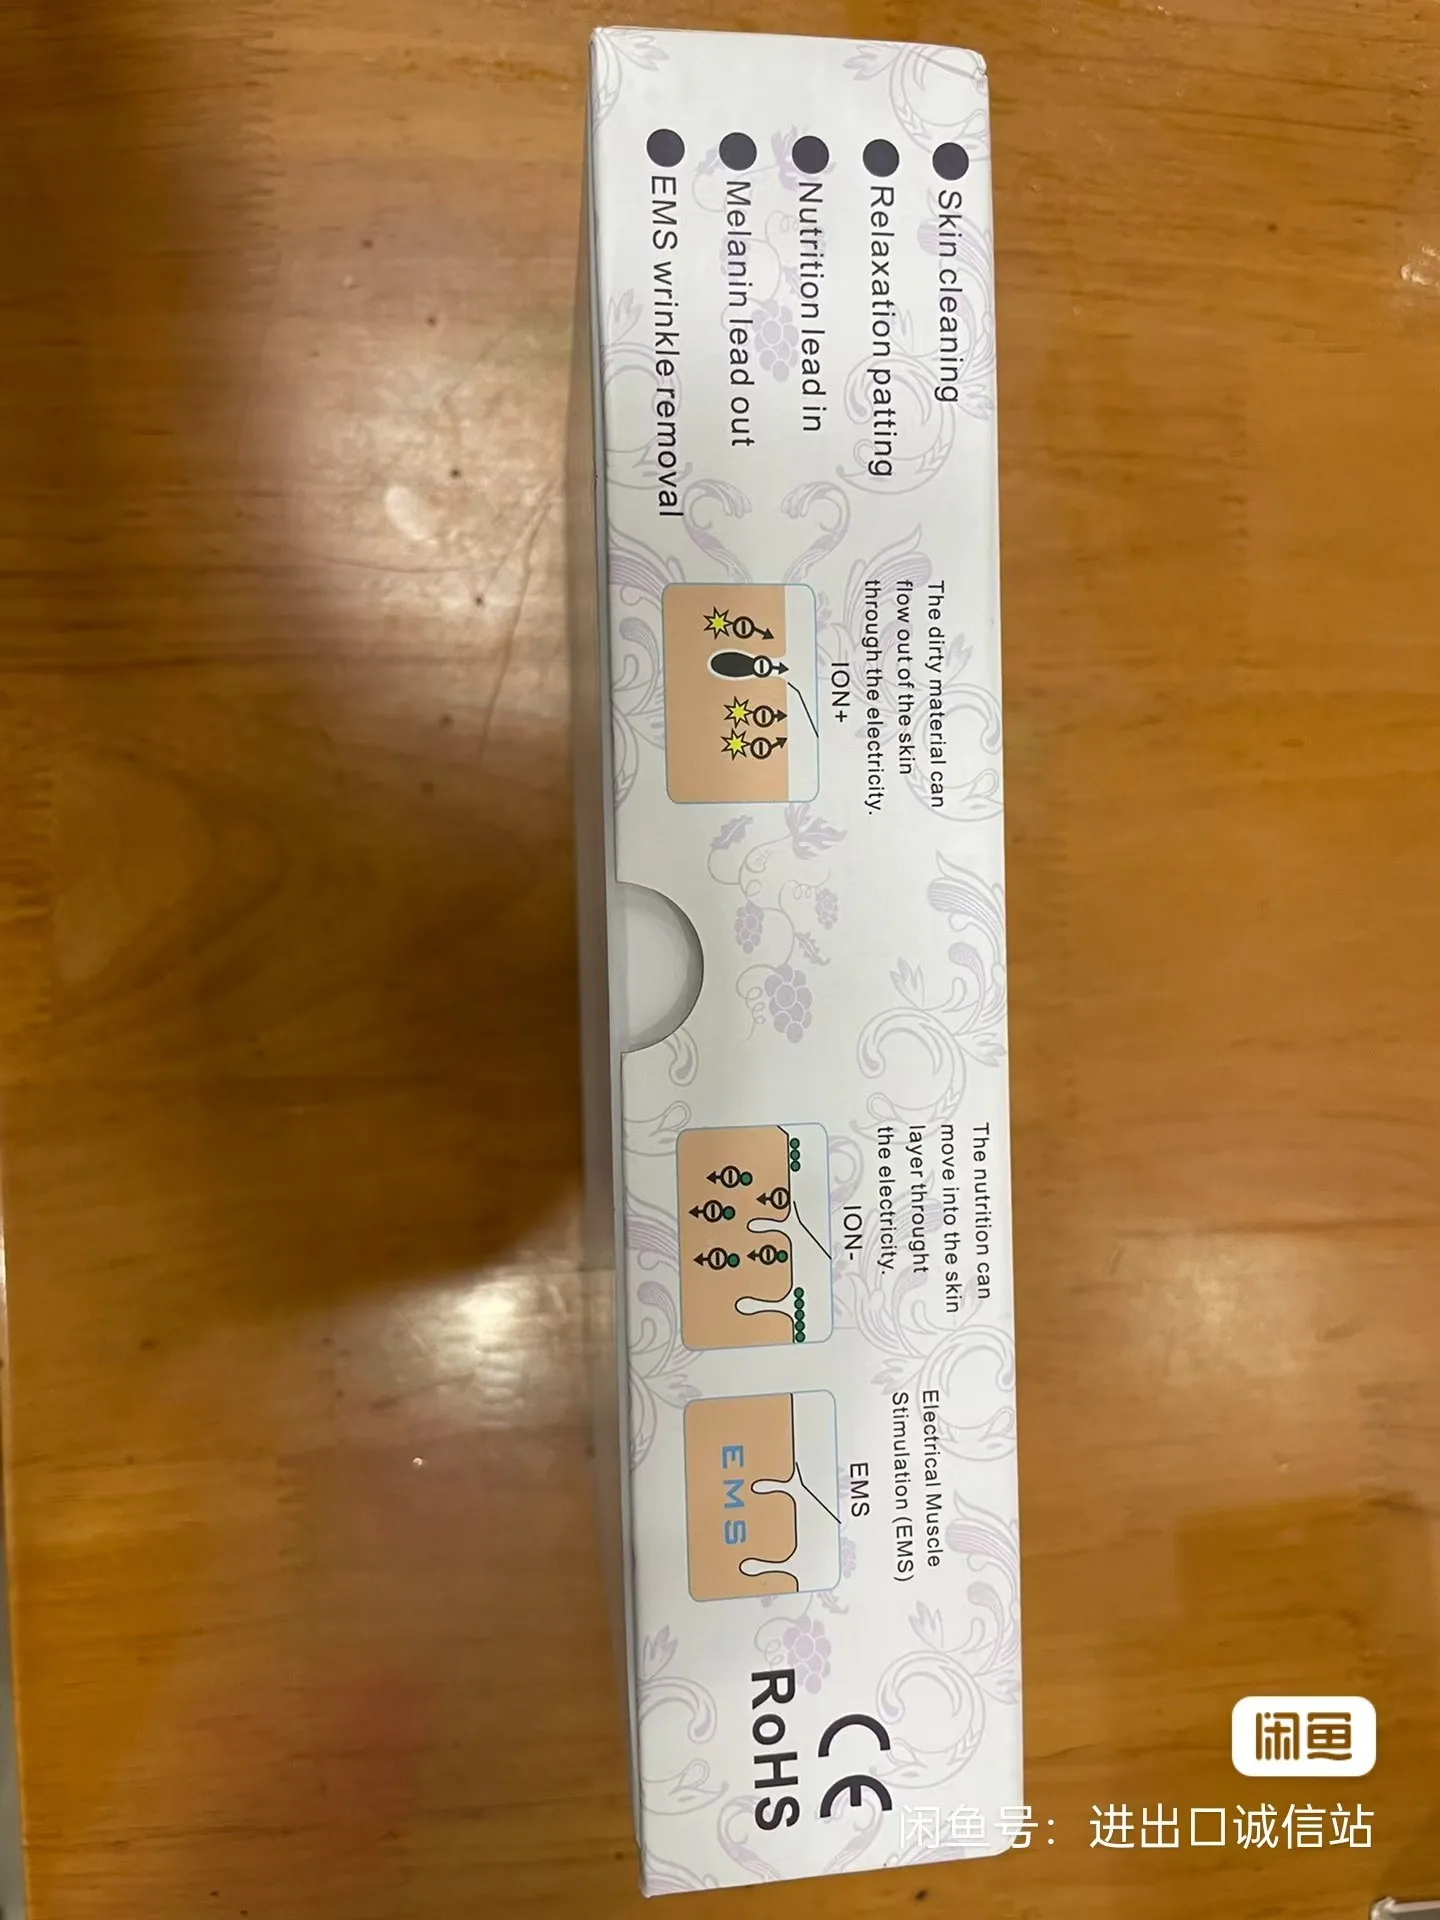 Skin cleaning
Relaxation patting
Nutrition lead in
Melanin lead out
EMS wrinkle removal
The dirty material can
flow out of the skin
through the electricity.
ION+
The nutrition can
move into the skin
layer throught
the electricity.
ION-
Electrical Muscle
Stimulation (EMS)
EMS
EMS
CE
RoHS
闲鱼
闲鱼号：进出口诚信站